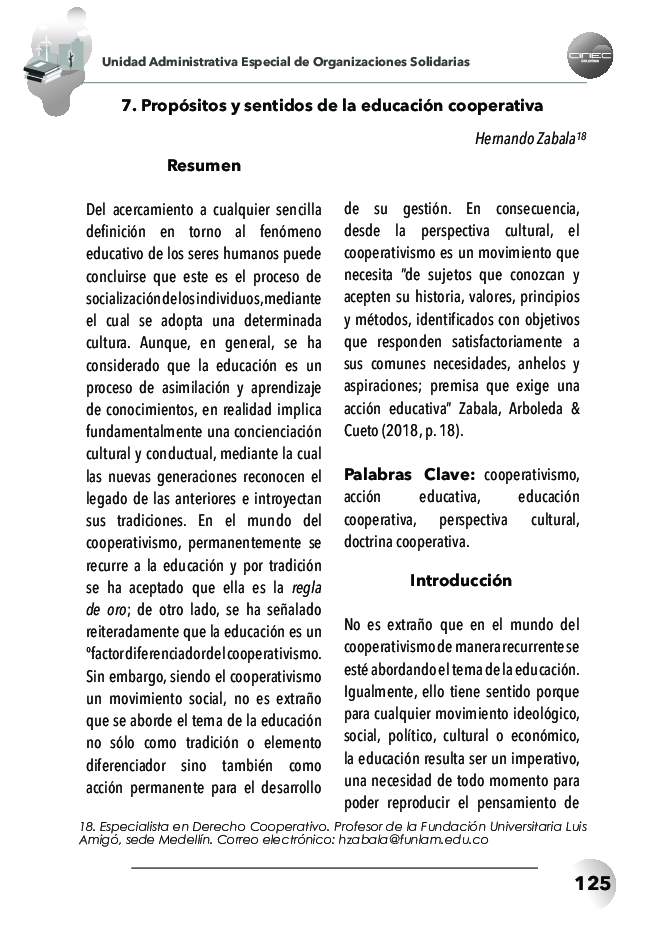 Unidad Administrativa Especial de Organizaciones Solidarias
CINEC
COLOMBIA
7. Propósitos y sentidos de la educación cooperativa
Hernando Zabala18
Resumen
Del acercamiento a cualquier sencilla
definición en torno al fenómeno
educativo de los seres humanos puede
concluirse que este es el proceso de
socialización de los individuos, mediante
el cual se adopta una determinada
cultura. Aunque, en general, se ha
considerado que la educación es un
proceso de asimilación y aprendizaje
de conocimientos, en realidad implica
fundamentalmente una concienciación
cultural y conductual, mediante la cual
las nuevas generaciones reconocen el
legado de las anteriores e introyectan
sus tradiciones. En el mundo del
cooperativismo, permanentemente se
recurre a la educación y por tradición
se ha aceptado que ella es la regla
de oro; de otro lado, se ha señalado
reiteradamente que la educación es un
ºfactor diferenciador del cooperativismo.
Sin embargo, siendo el cooperativismo
un movimiento social, no es extraño
que se aborde el tema de la educación
no sólo como tradición o elemento
diferenciador sino también como
acción permanente para el desarrollo
de su gestión. En consecuencia,
desde la perspectiva cultural, el
cooperativismo es un movimiento que
necesita "de sujetos que conozcan y
acepten su historia, valores, principios
y métodos, identificados con objetivos
que responden satisfactoriamente a
sus comunes necesidades, anhelos y
aspiraciones; premisa que exige una
acción educativa" Zabala, Arboleda &
Cueto (2018, p. 18).
Palabras Clave: cooperativismo,
acción educativa, educación
cooperativa, perspectiva cultural,
doctrina cooperativa.
Introducción
No es extraño que en el mundo del
cooperativismo de manera recurrente se
esté abordando el tema de la educación.
Igualmente, ello tiene sentido porque
para cualquier movimiento ideológico,
social, político, cultural o económico,
la educación resulta ser un imperativo,
una necesidad de todo momento para
poder reproducir el pensamiento de
18. Especialista en Derecho Cooperativo. Profesor de la Fundación Universitaria Luis
Amigó, sede Medellín. Correo electrónico: hzabala@funlam.edu.co
125